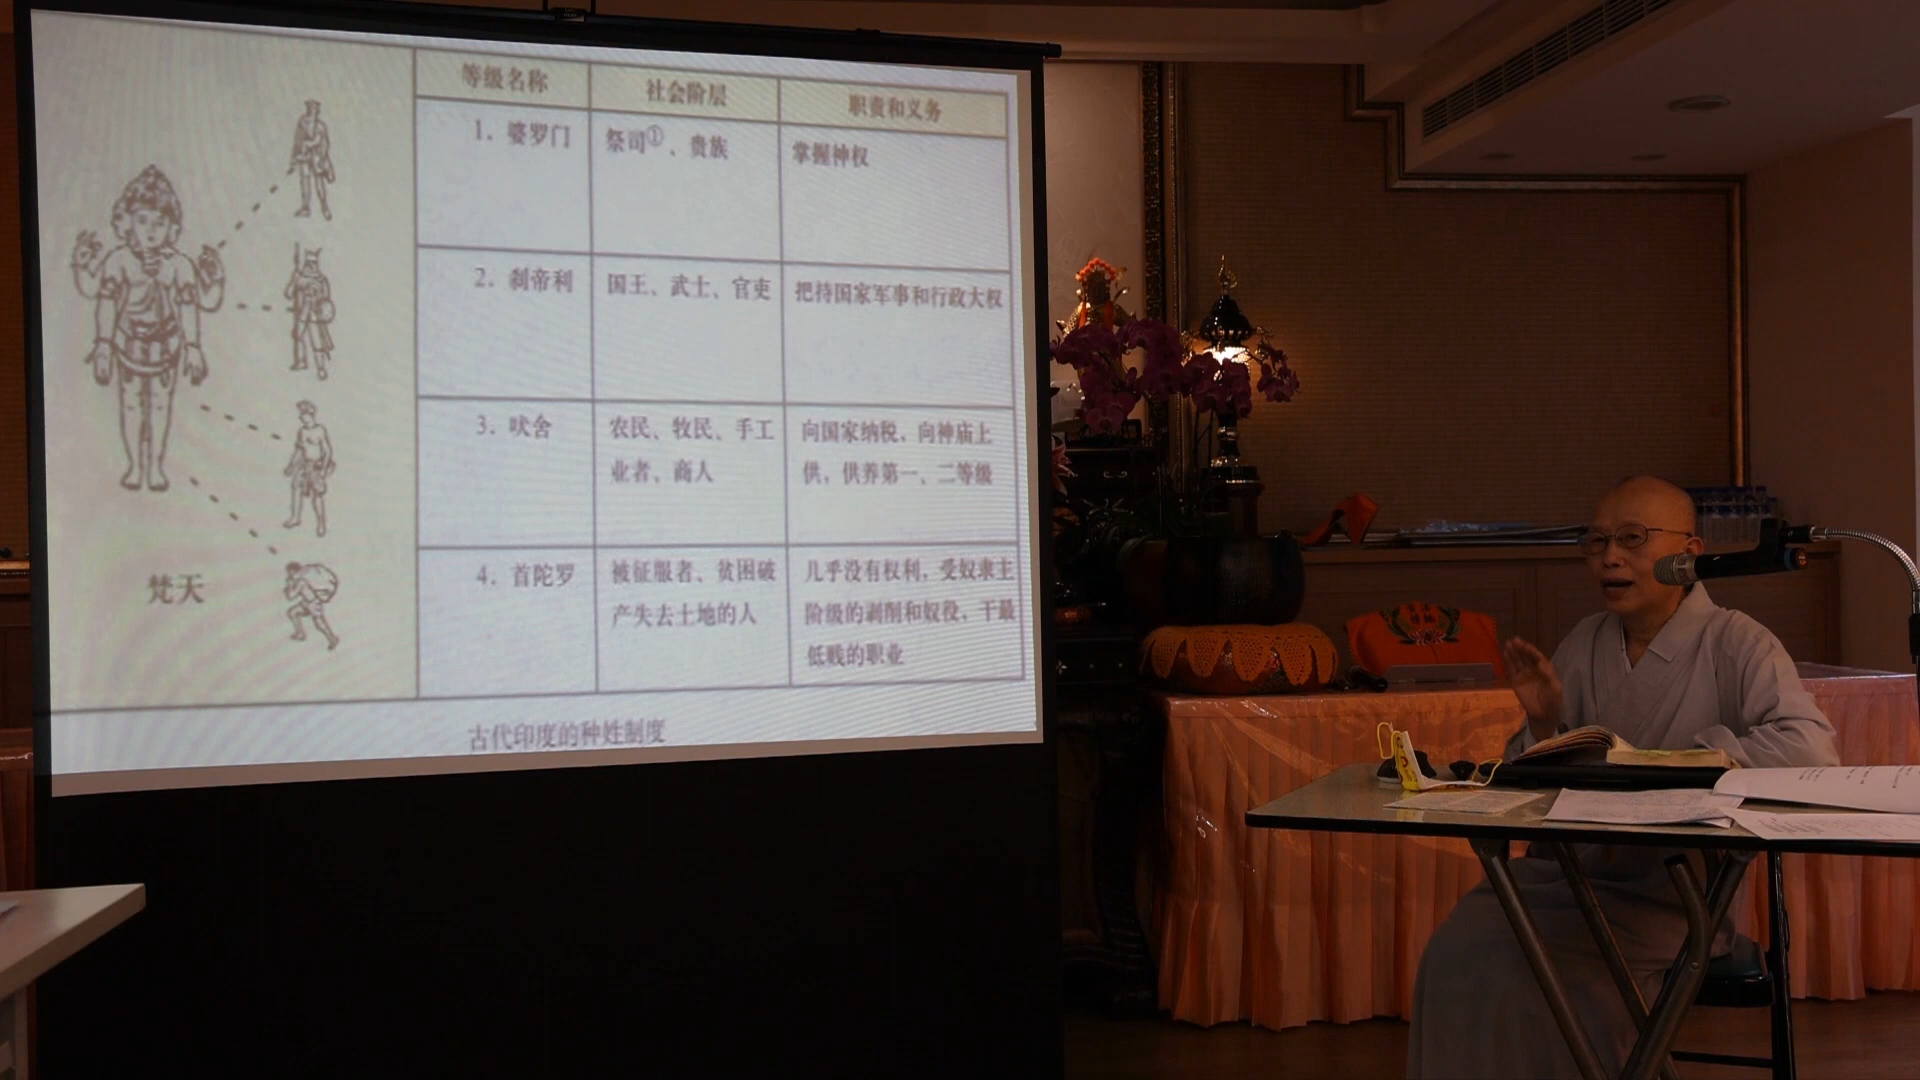 等级名称 社会阶层 职责和义务
1. 婆罗门 祭司①、贵族 掌握神权
2. 刹帝利 国王、武士、官吏 把持国家军事和行政大权
3. 吠舍 农民、牧民、手工 向国家纳税，向神庙上
业者、商人 供，供养第一、二等级
4. 首陀罗 被征服者、贫困破 几乎没有权利，受奴隶主
产失去土地的人 阶级的剥削和奴役，干最
低贱的职业
梵天
古代印度的种姓制度